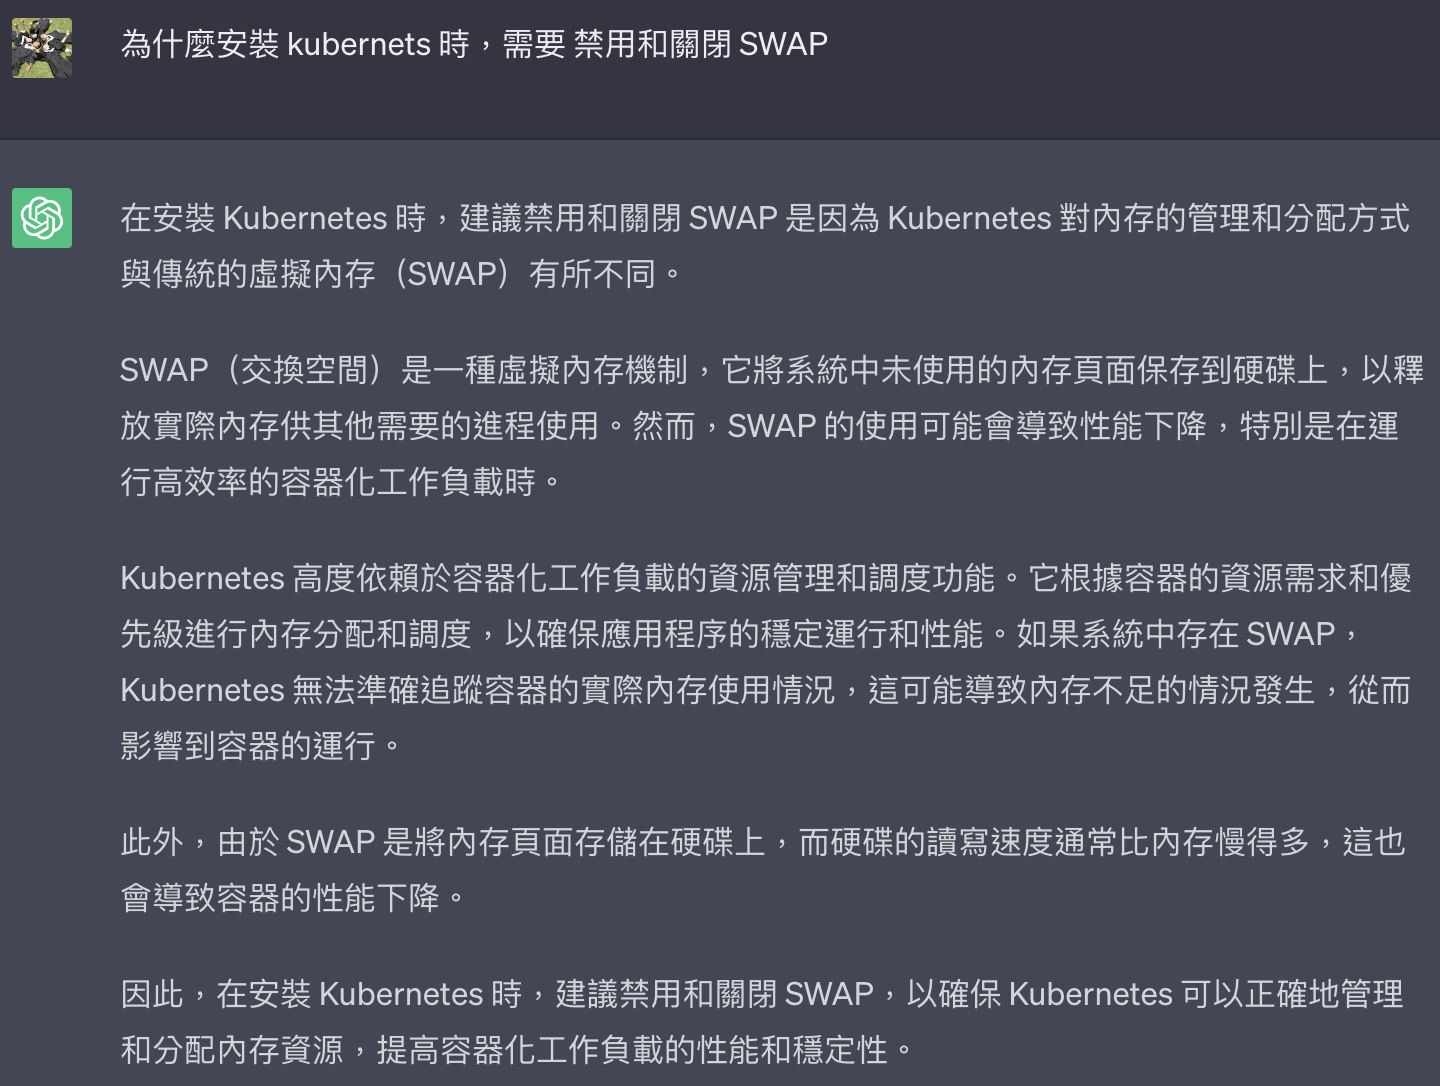 為什麼安裝 kubernets 時，需要 禁用和關閉 SWAP
在安裝 Kubernetes 時，建議禁用和關閉 SWAP 是因為 Kubernetes 對內存的管理和分配方式
與傳統的虛擬內存（SWAP）有所不同。
SWAP（交換空間）是一種虛擬內存機制，它將系統中未使用的內存頁面保存到硬碟上，以釋
放實際內存供其他需要的進程使用。然而，SWAP 的使用可能會導致性能下降，特別是在運
行高效率的容器化工作負載時。
Kubernetes 高度依賴於容器化工作負載的資源管理和調度功能。它根據容器的資源需求和優
先級進行內存分配和調度，以確保應用程序的穩定運行和性能。如果系統中存在 SWAP，
Kubernetes 無法準確追蹤容器的實際內存使用情況，這可能導致內存不足的情況發生，從而
影響到容器的運行。
此外，由於 SWAP 是將內存頁面存儲在硬碟上，而硬碟的讀寫速度通常比內存慢得多，這也
會導致容器的性能下降。
因此，在安裝 Kubernetes 時，建議禁用和關閉 SWAP，以確保 Kubernetes 可以正確地管理
和分配內存資源，提高容器化工作負載的性能和穩定性。